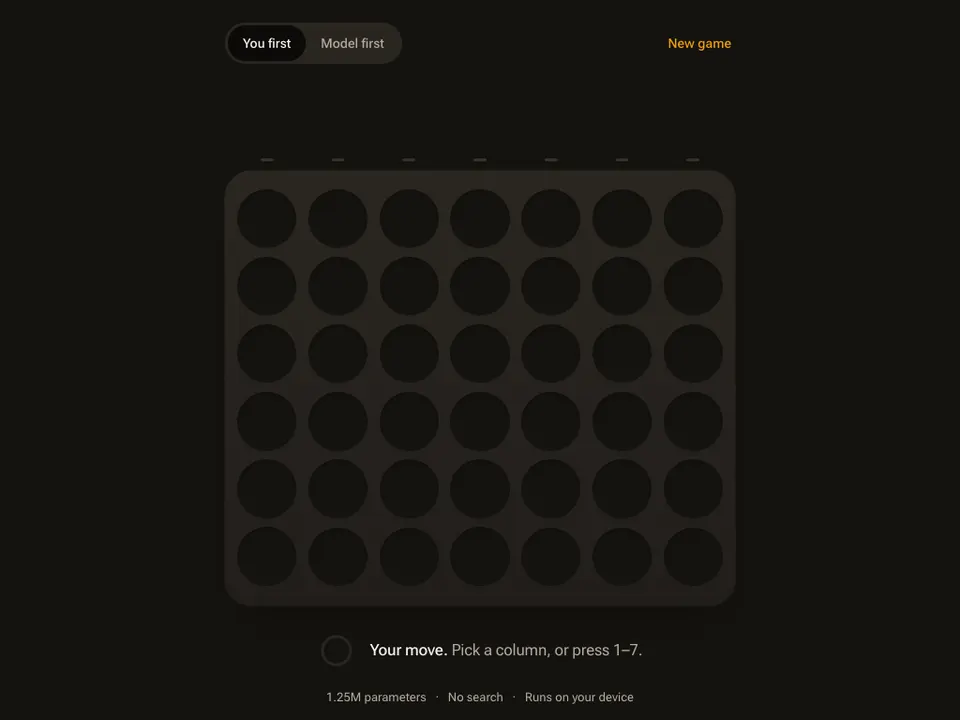 You first Model first New game
Your move. Pick a column, or press 1–7.
1.25M parameters · No search · Runs on your device